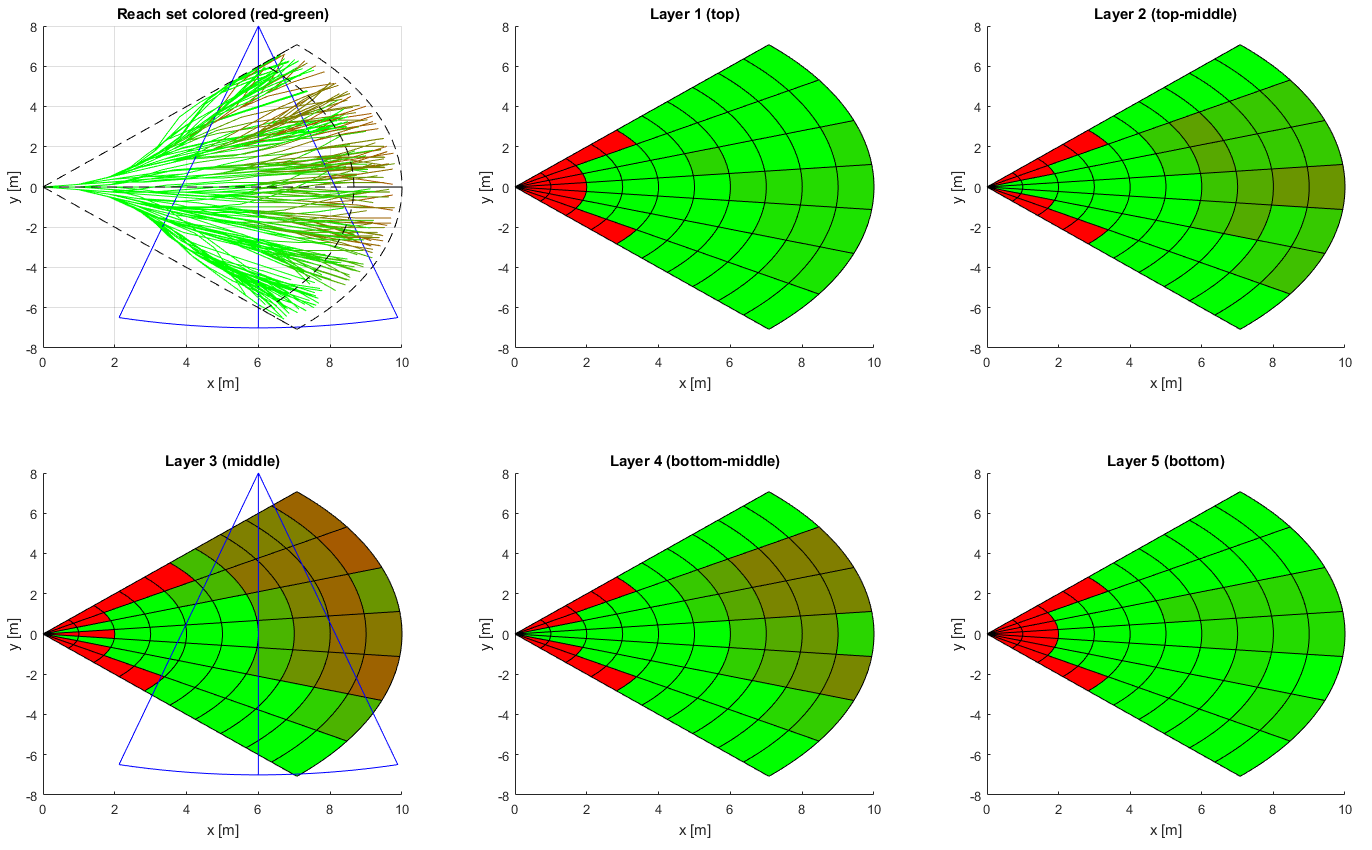 Reach set colored (red-green)
8
6
4
2
0
-2
-4
-6
-8
y [m]
0 2 4 6 8 10
x [m]
Layer 1 (top)
8
6
4
2
0
-2
-4
-6
-8
y [m]
0 2 4 6 8 10
x [m]
Layer 2 (top-middle)
8
6
4
2
0
-2
-4
-6
-8
y [m]
0 2 4 6 8 10
x [m]
Layer 3 (middle)
8
6
4
2
0
-2
-4
-6
-8
y [m]
0 2 4 6 8 10
x [m]
Layer 4 (bottom-middle)
8
6
4
2
0
-2
-4
-6
-8
y [m]
0 2 4 6 8 10
x [m]
Layer 5 (bottom)
8
6
4
2
0
-2
-4
-6
-8
y [m]
0 2 4 6 8 10
x [m]